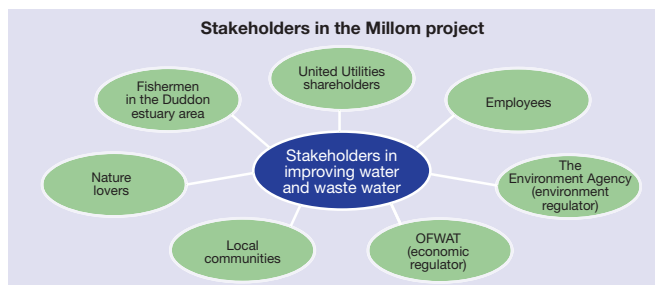 Stakeholders in the Millom project
United Utilities
shareholders
Fishermen
in the Duddon
estuary area
Employees
Stakeholders in
improving water
and waste water
Nature
lovers
The
Environment Agency
(environment
regulator)
Local
communities
OFWAT
(economic
regulator)